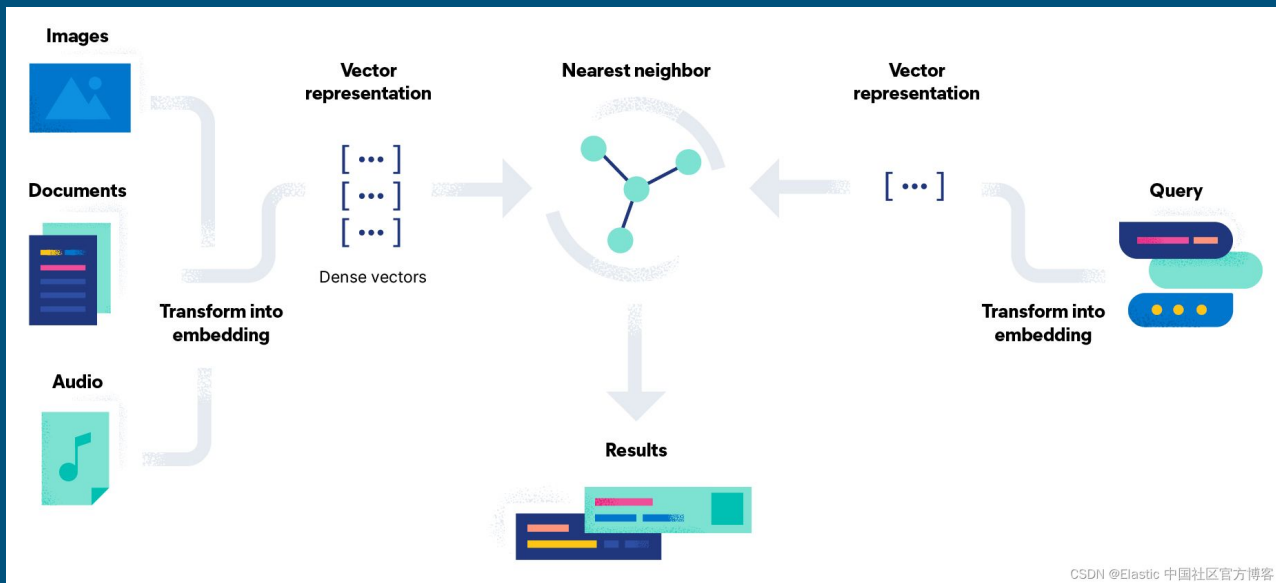 Images
Vector
representation
Nearest neighbor
Vector
representation
[ ••• ]
[ ••• ]
[ ••• ]
[ ••• ]
Documents
Query
Dense vectors
Transform into
embedding
Transform into
embedding
Audio
Results
CSDN @Elastic 中国社区官方博客